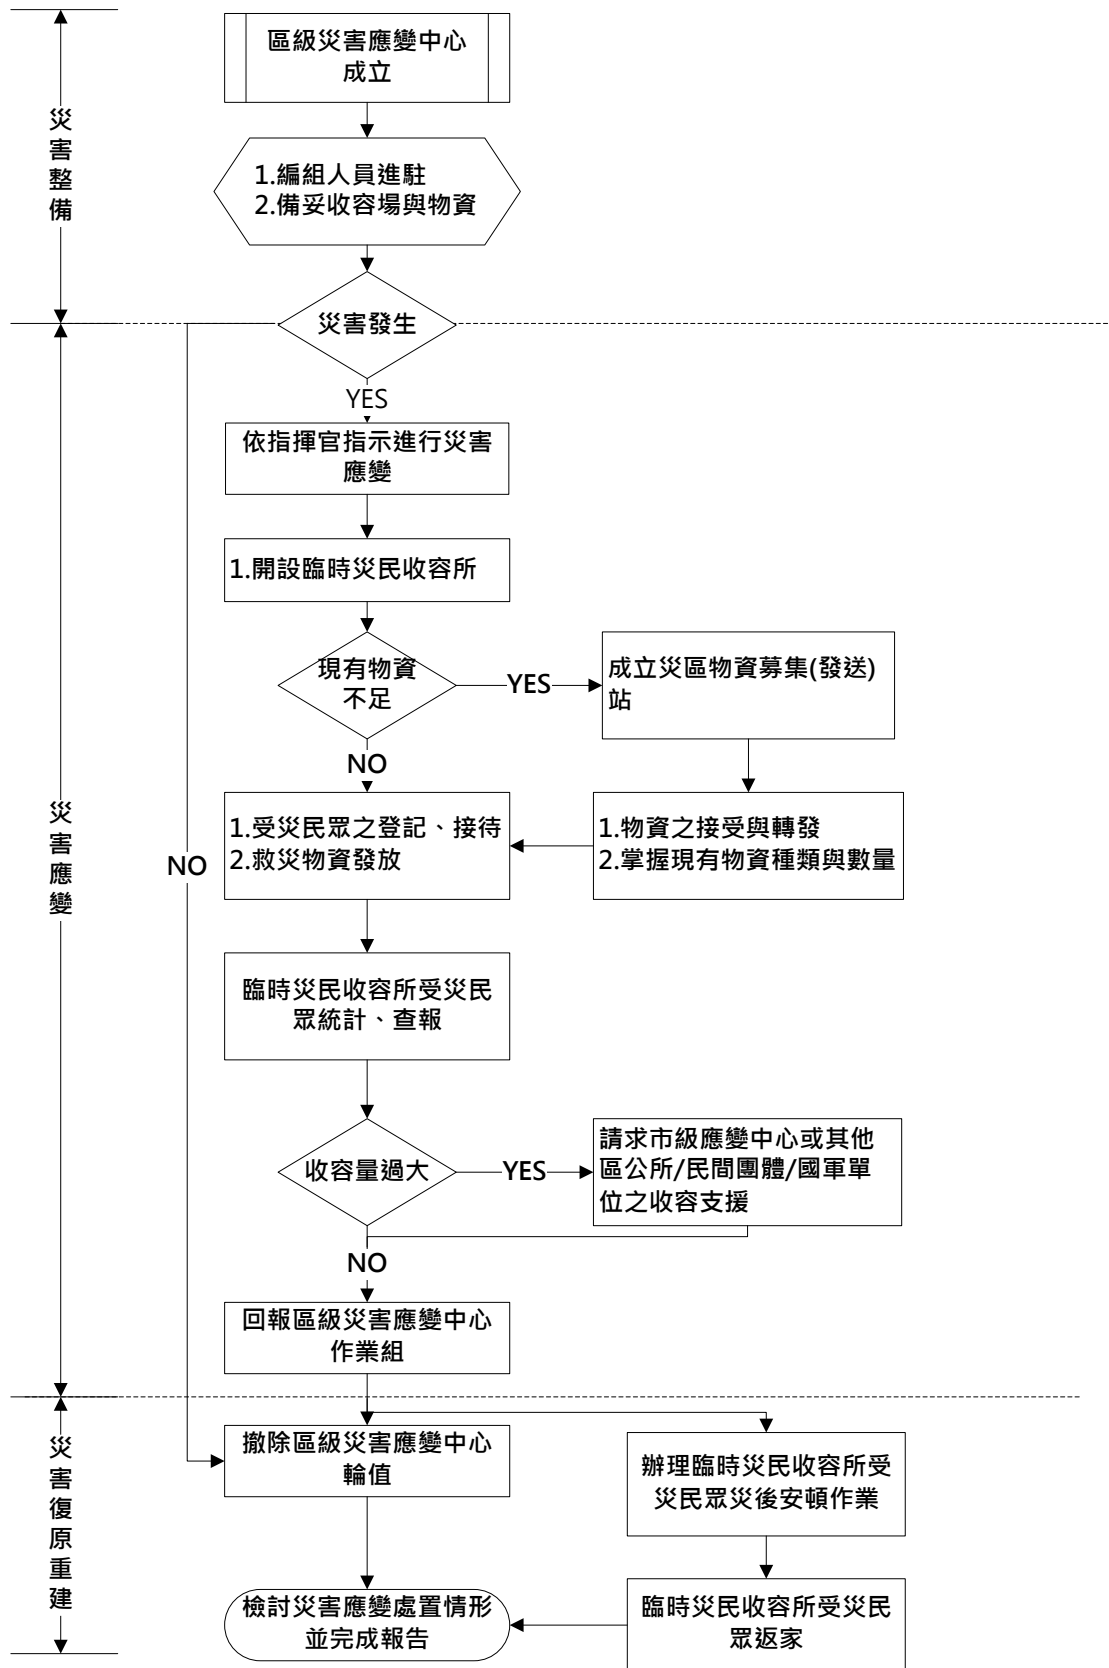 區級災害應變中心
成立
災害整備
1.編組人員進駐
2.備妥收容場與物資
災害發生
YES
依指揮官指示進行災害
應變
1.開設臨時災民收容所
現有物資
不足
YES
成立災區物資募集(發送)
站
NO
災害應變
NO
1.受災民眾之登記、接待
2.救災物資發放
1.物資之接受與轉發
2.掌握現有物資種類與數量
臨時災民收容所受災民
眾統計、查報
收容量過大
YES
請求市級應變中心或其他
區公所/民間團體/國軍單
位之收容支援
NO
回報區級災害應變中心
作業組
災害復原重建
撤除區級災害應變中心
輪值
辦理臨時災民收容所受
災民眾災後安頓作業
檢討災害應變處置情形
並完成報告
臨時災民收容所受災民
眾返家